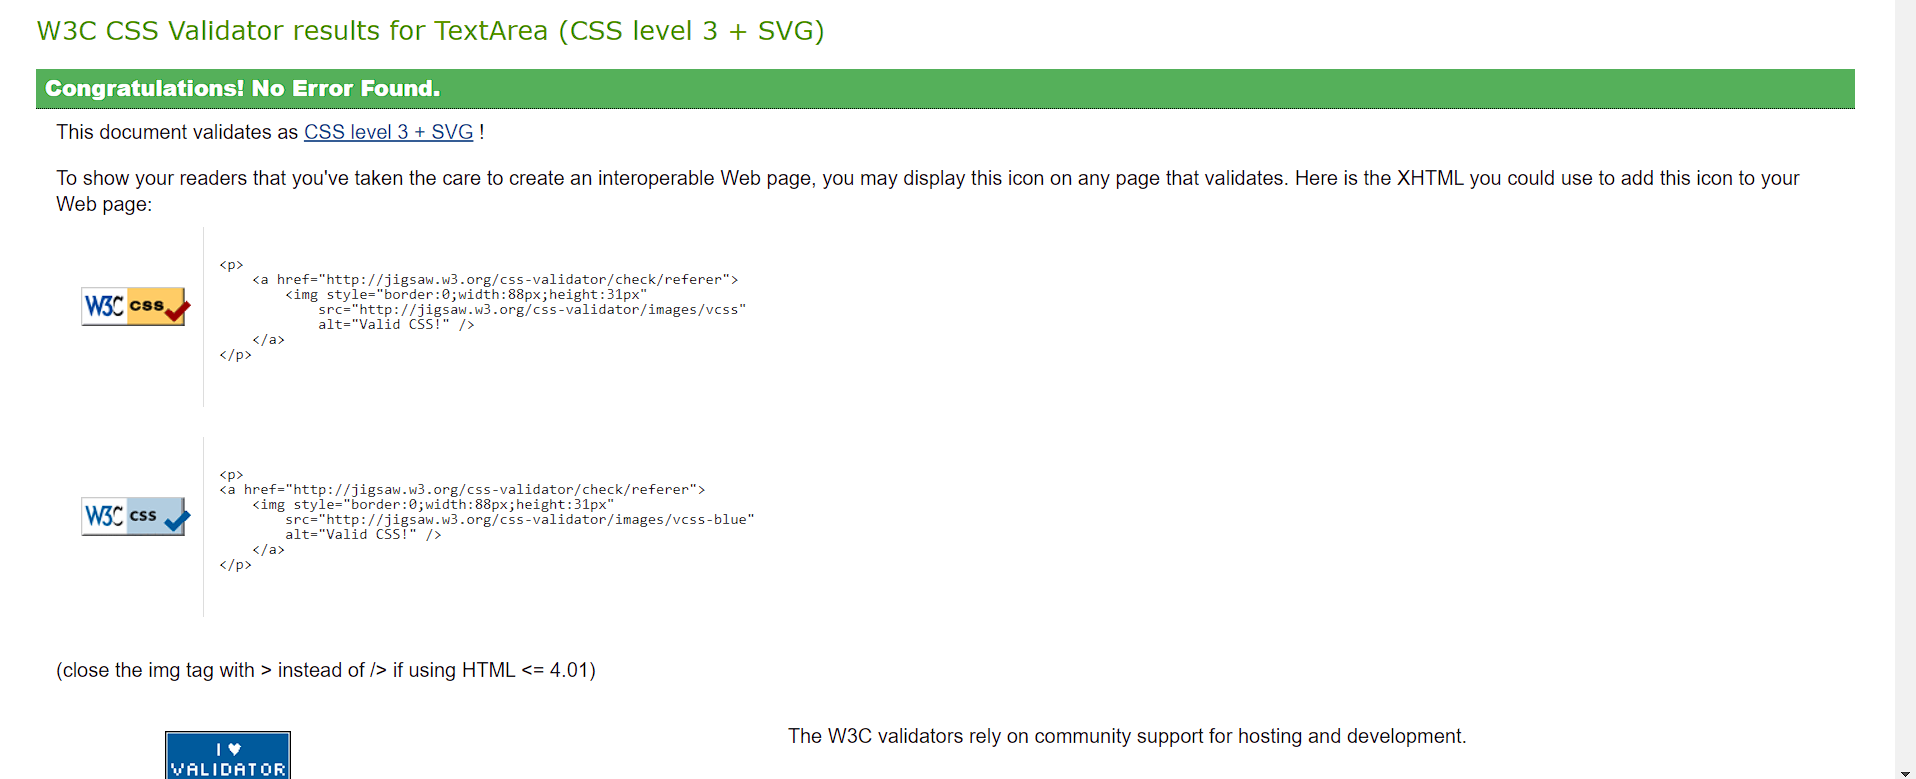 W3C CSS Validator results for TextArea (CSS level 3 + SVG)
Congratulations! No Error Found.
This document validates as CSS level 3 + SVG !
To show your readers that you've taken the care to create an interoperable Web page, you may display this icon on any page that validates. Here is the XHTML you could use to add this icon to your
Web page:
<p>
<a href="http://jigsaw.w3.org/css-validator/check/referer">
<img style="border:0;width:88px;height:31px"
W3C css
src="http://jigsaw.w3.org/css-validator/images/vcss"
alt="Valid CSS!" />
</a>
</p>
<p>
<a href="http://jigsaw.w3.org/css-validator/check/referer">
<img style="border:0;width:88px;height:31px"
W3C css
src="http://jigsaw.w3.org/css-validator/images/vcss-blue"
alt="Valid CSS!" />
</a>
</p>
(close the img tag with > instead of /> if using HTML <= 4.01)
The W3C validators rely on community support for hosting and development.
I ♥
VALIDATOR